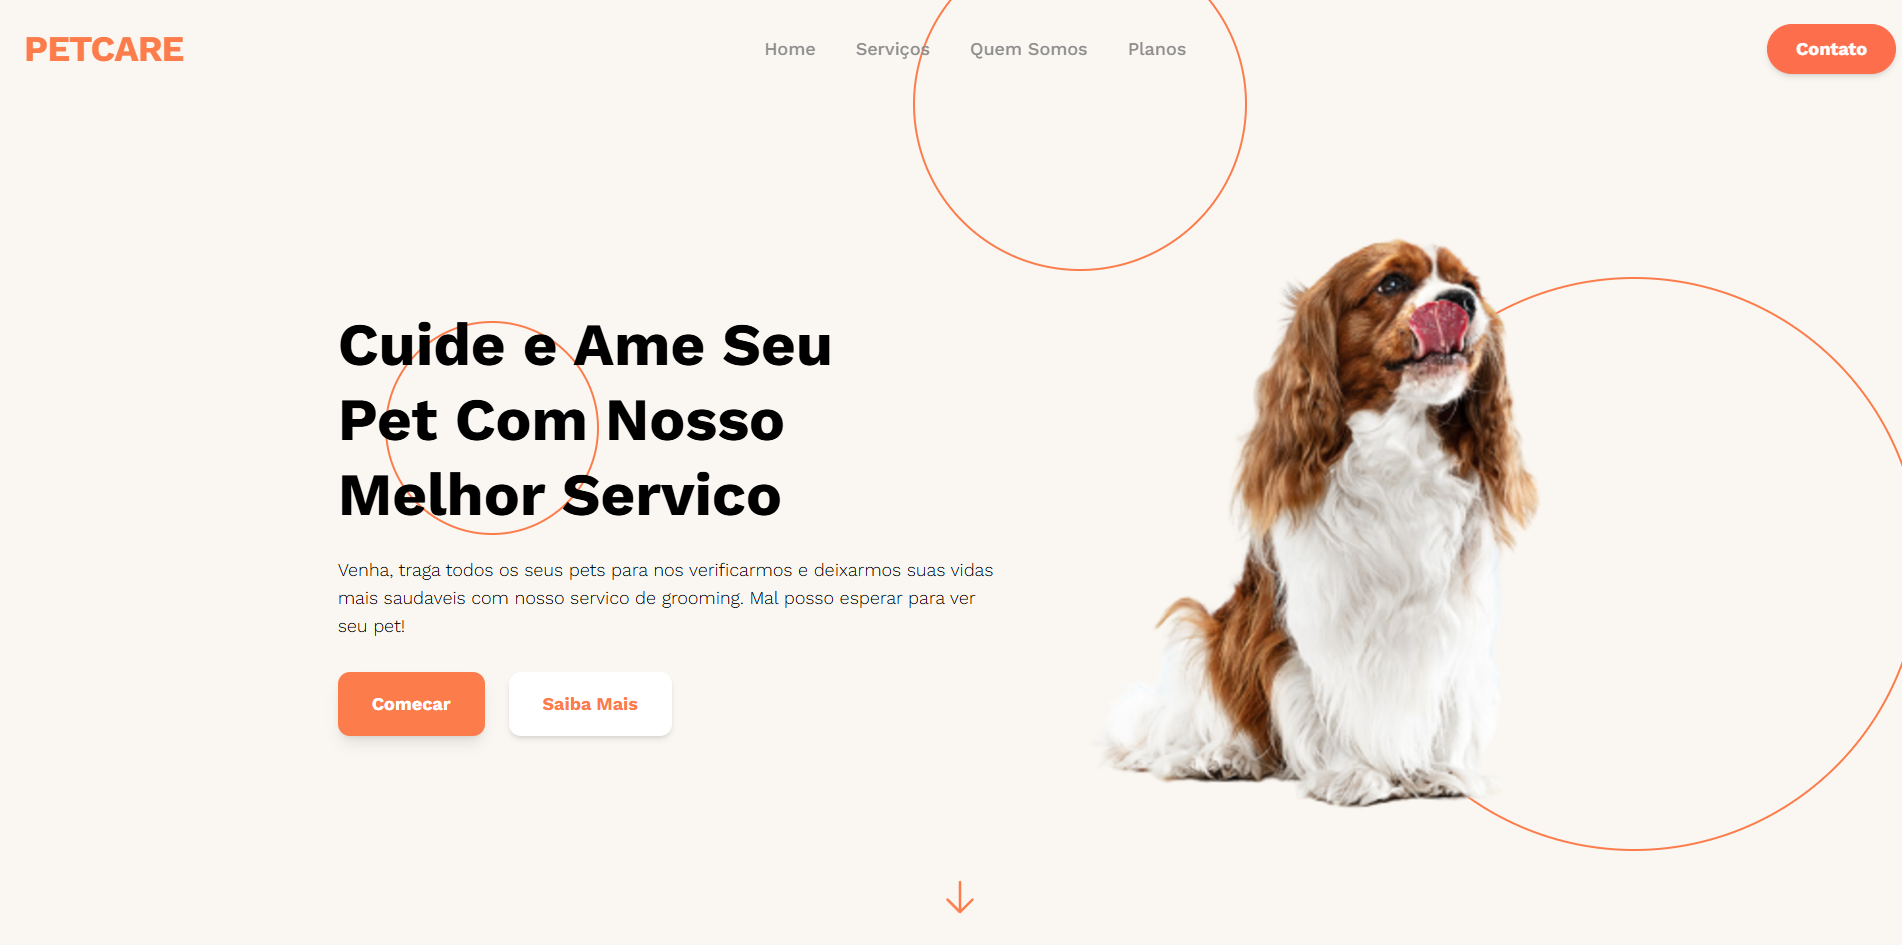 PETCARE
Home Serviços Quem Somos Planos
Contato
Cuide e Ame Seu
Pet Com Nosso
Melhor Servico
Venha, traga todos os seus pets para nos verificarmos e deixarmos suas vidas
mais saudaveis com nosso servico de grooming. Mal posso esperar para ver
seu pet!
Comecar
Saiba Mais